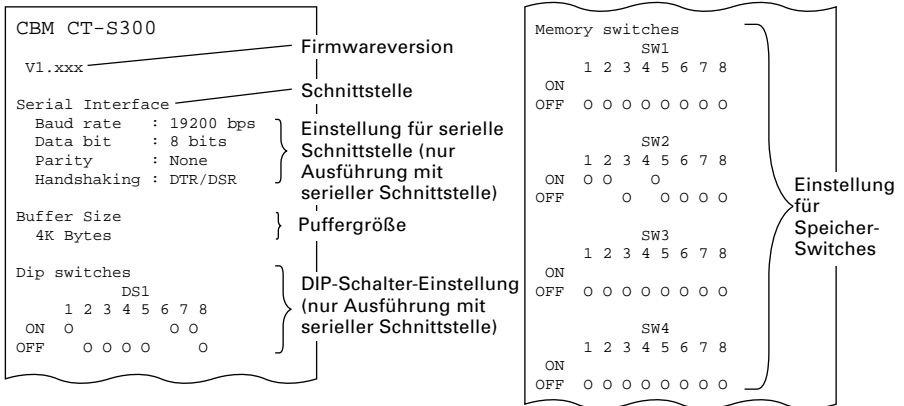 CBM CT-S300
V1.xxx
Firmwareversion
Serial Interface
Schnittstelle
Baud rate : 19200 bps
Data bit : 8 bits
Parity : None
Handshaking : DTR/DSR
Einstellung für serielle
Schnittstelle (nur
Ausführung mit
serieller Schnittstelle)
Buffer Size
4K Bytes
Puffergröße
Dip switches
DS1
1 2 3 4 5 6 7 8
ON O O O
OFF O O O O O
DIP-Schalter-Einstellung
(nur Ausführung mit
serieller Schnittstelle)
Memory switches
SW1
1 2 3 4 5 6 7 8
ON
OFF O O O O O O O O
SW2
1 2 3 4 5 6 7 8
ON O O O
OFF O O O O O
SW3
1 2 3 4 5 6 7 8
ON
OFF O O O O O O O O
SW4
1 2 3 4 5 6 7 8
ON
OFF O O O O O O O O
Einstellung
für
Speicher-
Switches